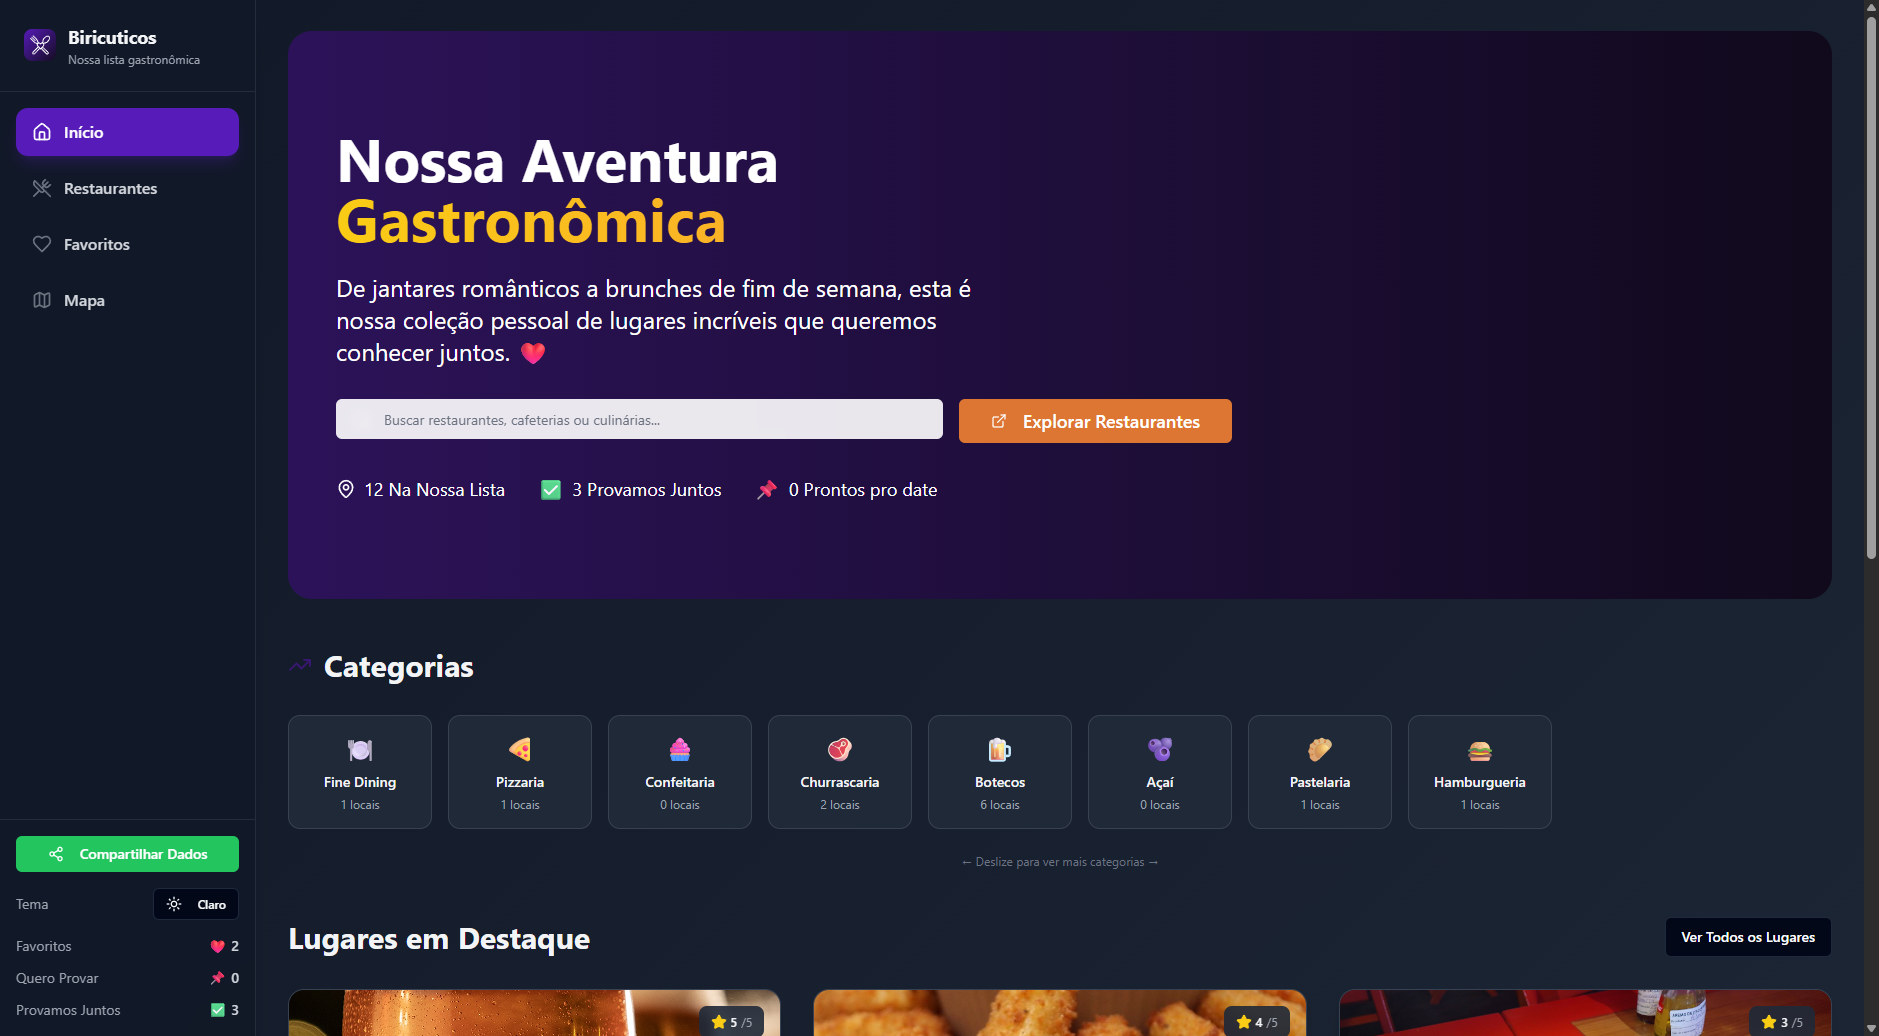 Biricuticos
Nossa lista gastronômica
Início
Restaurantes
Favoritos
Mapa
Compartilhar Dados
Tema
Claro
Favoritos
2
Quero Provar
0
Provamos Juntos
3
Nossa Aventura
Gastronômica
De jantares românticos a brunches de fim de semana, esta é
nossa coleção pessoal de lugares incríveis que queremos
conhecer juntos.
Buscar restaurantes, cafeterias ou culinárias...
Explorar Restaurantes
12 Na Nossa Lista
3 Provamos Juntos
0 Prontos pro date
Categorias
Fine Dining
1 locais
Pizzaria
1 locais
Confeitaria
0 locais
Churrascaria
2 locais
Botecos
6 locais
Açaí
0 locais
Pastelaria
1 locais
Hamburgueria
1 locais
← Deslize para ver mais categorias →
Lugares em Destaque
Ver Todos os Lugares
5 /5
4 /5
3 /5